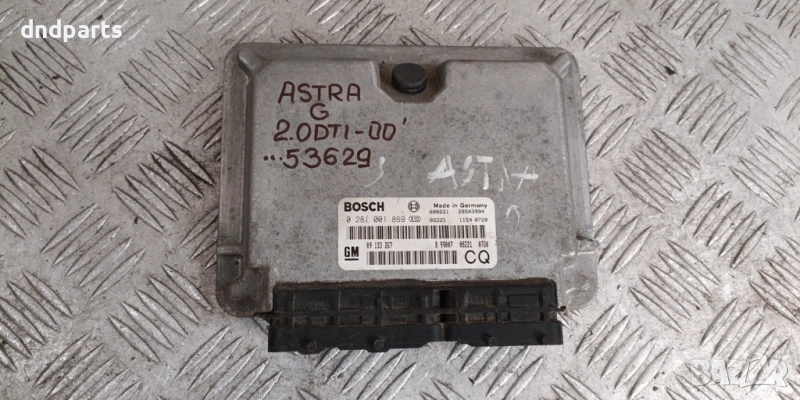 dndparts
ASTRA
G
2.0DTI-00'
...53629
ASTRA
BOSCH Made in Germany
0 281 001 869
GM 09 133 267
CQ
BAZAR